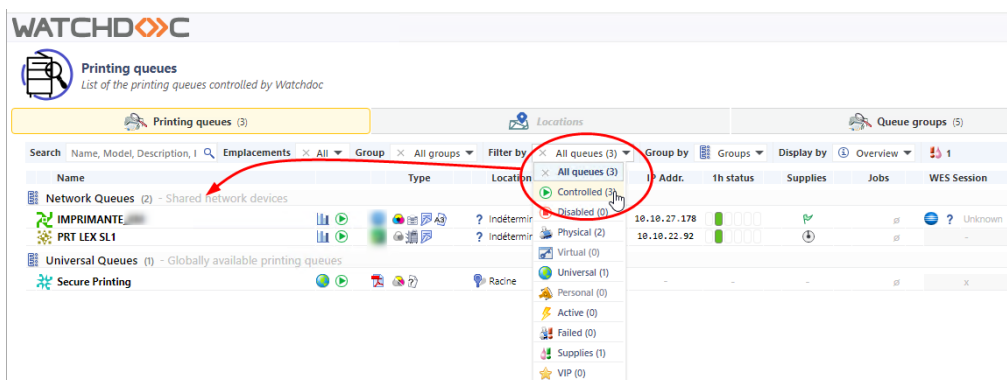 WATCHDOC
Printing queues
List of the printing queues controlled by Watchdoc
Printing queues (3)
Locations
Queue groups (5)
Search Name, Model, Description, I Emplacements × All Group × All groups Filter by × All queues (3) Group by Groups Display by Overview 1
Name Type Location IP Addr. 1h status Supplies Jobs WES Session
× All queues (3)
Controlled (3)
Disabled (0)
Physical (2)
Virtual (0)
Universal (1)
Personal (0)
Active (0)
Failed (0)
Supplies (1)
VIP (0)
Network Queues (2) - Shared network devices
IMPRIMANTE_ A3 ? Indétermin 10.10.27.178 ø ? Unknown
PRT LEX SL1 ? Indétermin 10.10.22.92 ø -
Universal Queues (1) - Globally available printing queues
Secure Printing Racine - - - ø x